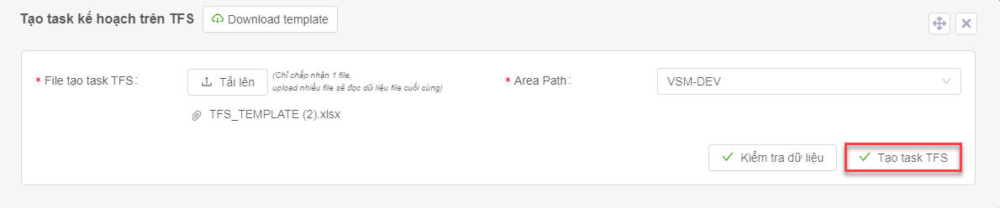 Tạo task kế hoạch trên TFS
Download template
* File tạo task TFS:
Tải lên
(Chỉ chấp nhận 1 file,
upload nhiều file sẽ đọc dữ liệu file cuối cùng)
* Area Path:
VSM-DEV
TFS_TEMPLATE (2).xlsx
Kiểm tra dữ liệu
Tạo task TFS